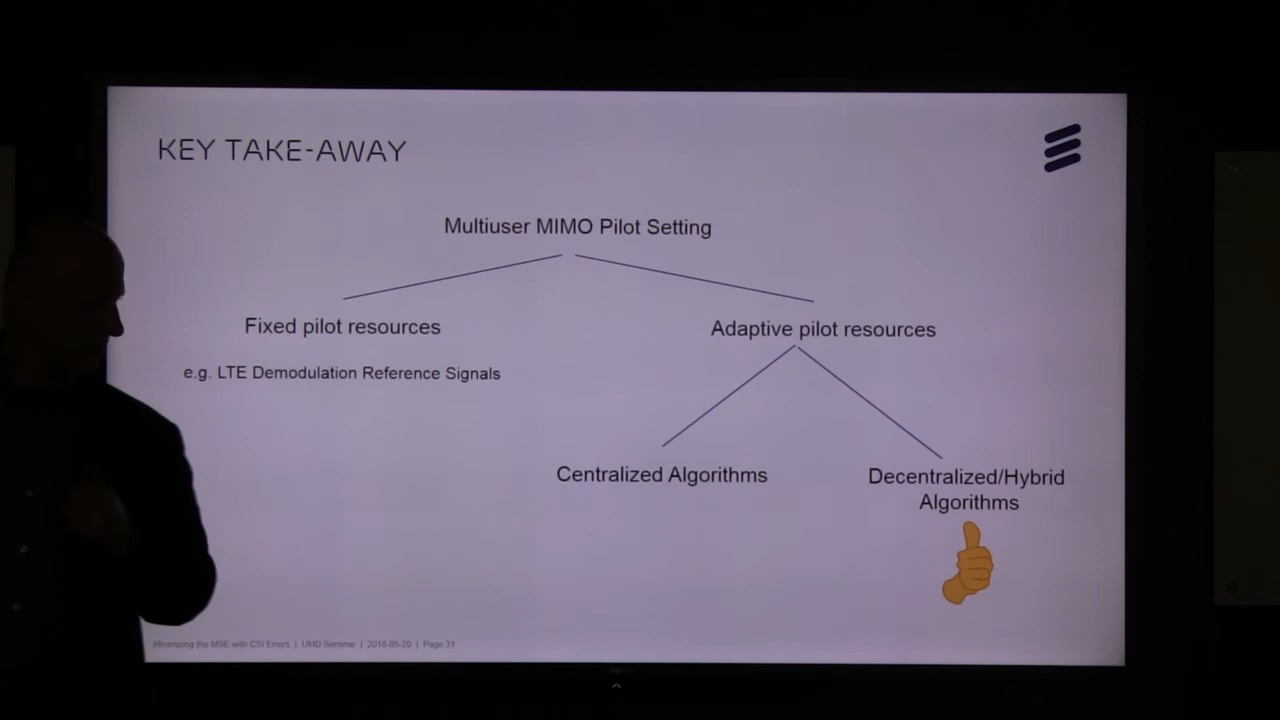 KEY TAKE-AWAY
Multiuser MIMO Pilot Setting
Fixed pilot resources
Adaptive pilot resources
e.g. LTE Demodulation Reference Signals
Centralized Algorithms
Decentralized/Hybrid
Algorithms
Minimizing the MSE with CSI Errors | UMD Seminar | 2018-05-20 | Page 31